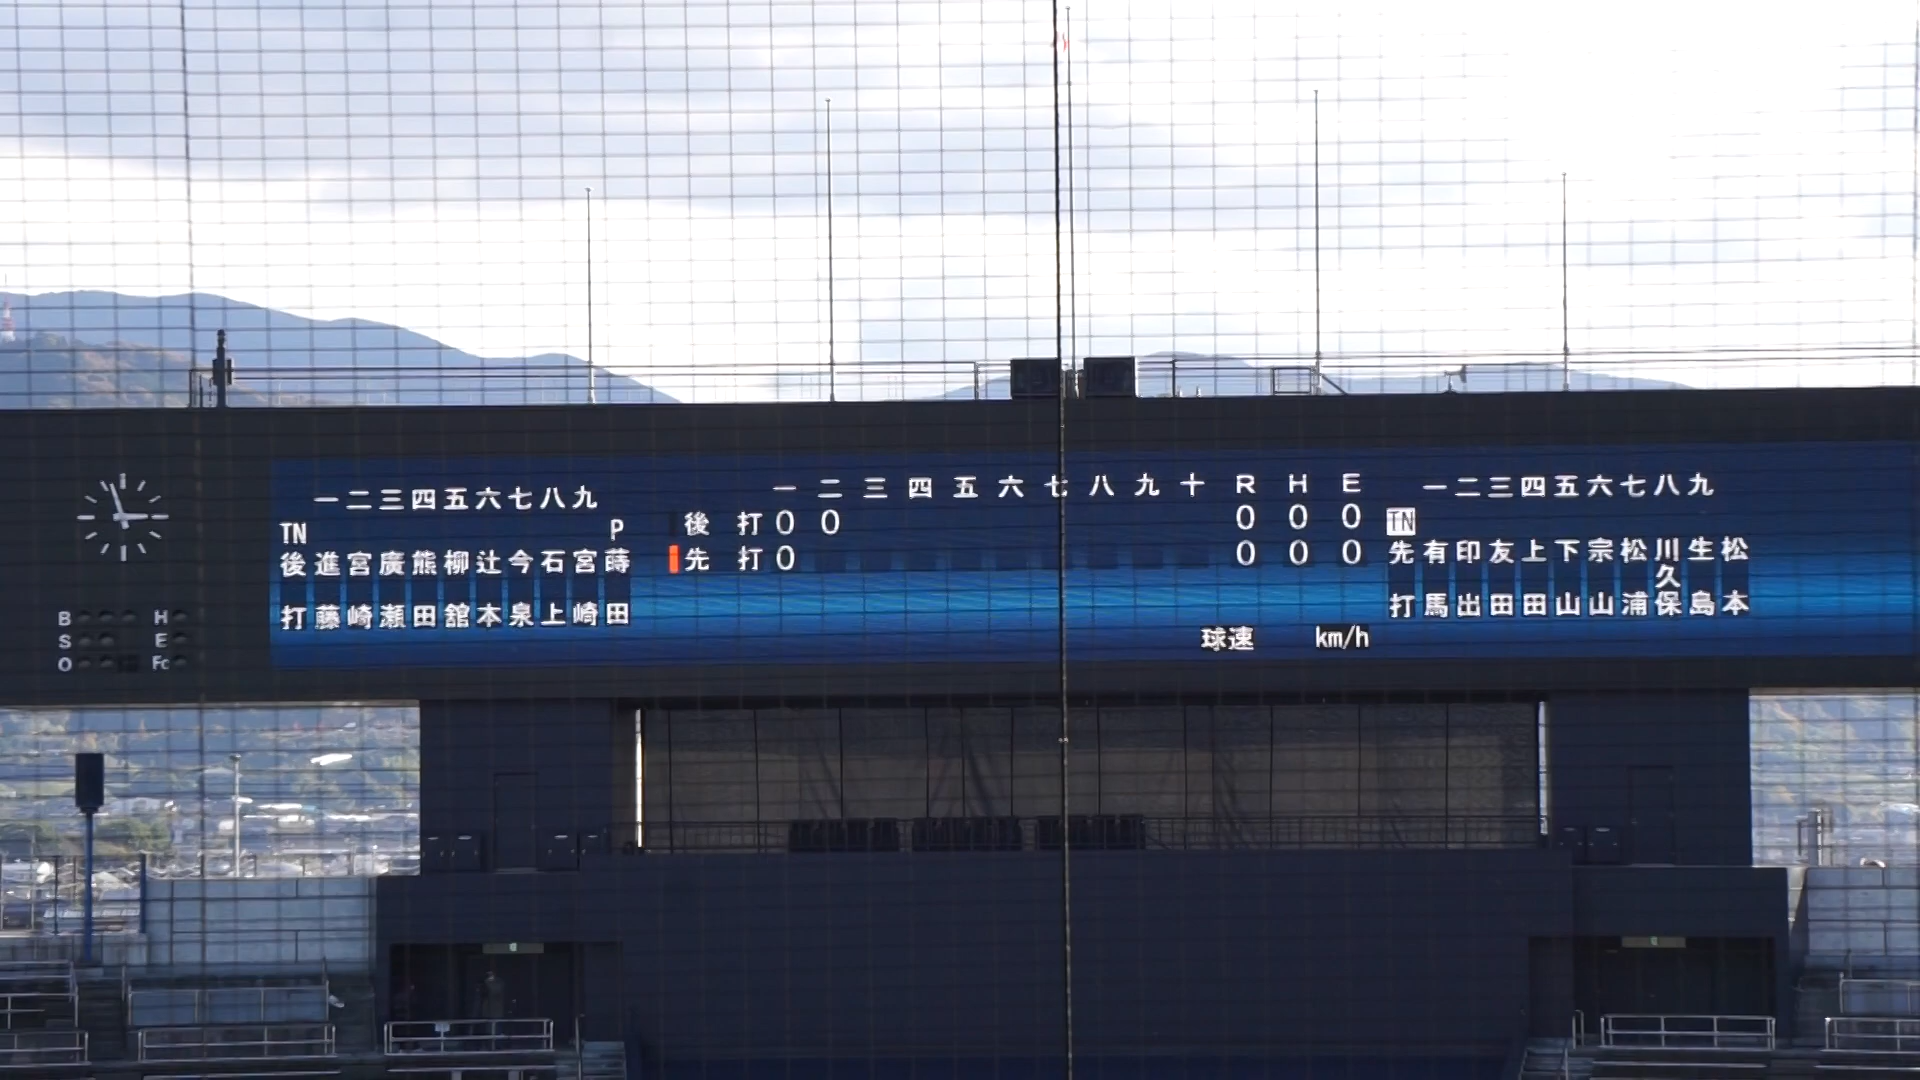 一二三四五六七八九
TN P
後 進 宮 廣 熊 柳 辻 今 石 宮 蒔
打 藤 崎 瀬 田 舘 本 泉 上 崎 田
一 二 三 四 五 六 七 八 九 十 R H E
後 打 0 0 0 0 0
先 打 0 0 0 0
球速 km/h
一二三四五六七八九
TN
先 有 印 友 上 下 宗 松 川 生 松
久
打 馬 出 田 田 山 山 浦 保 島 本
B H
S E
O Fc